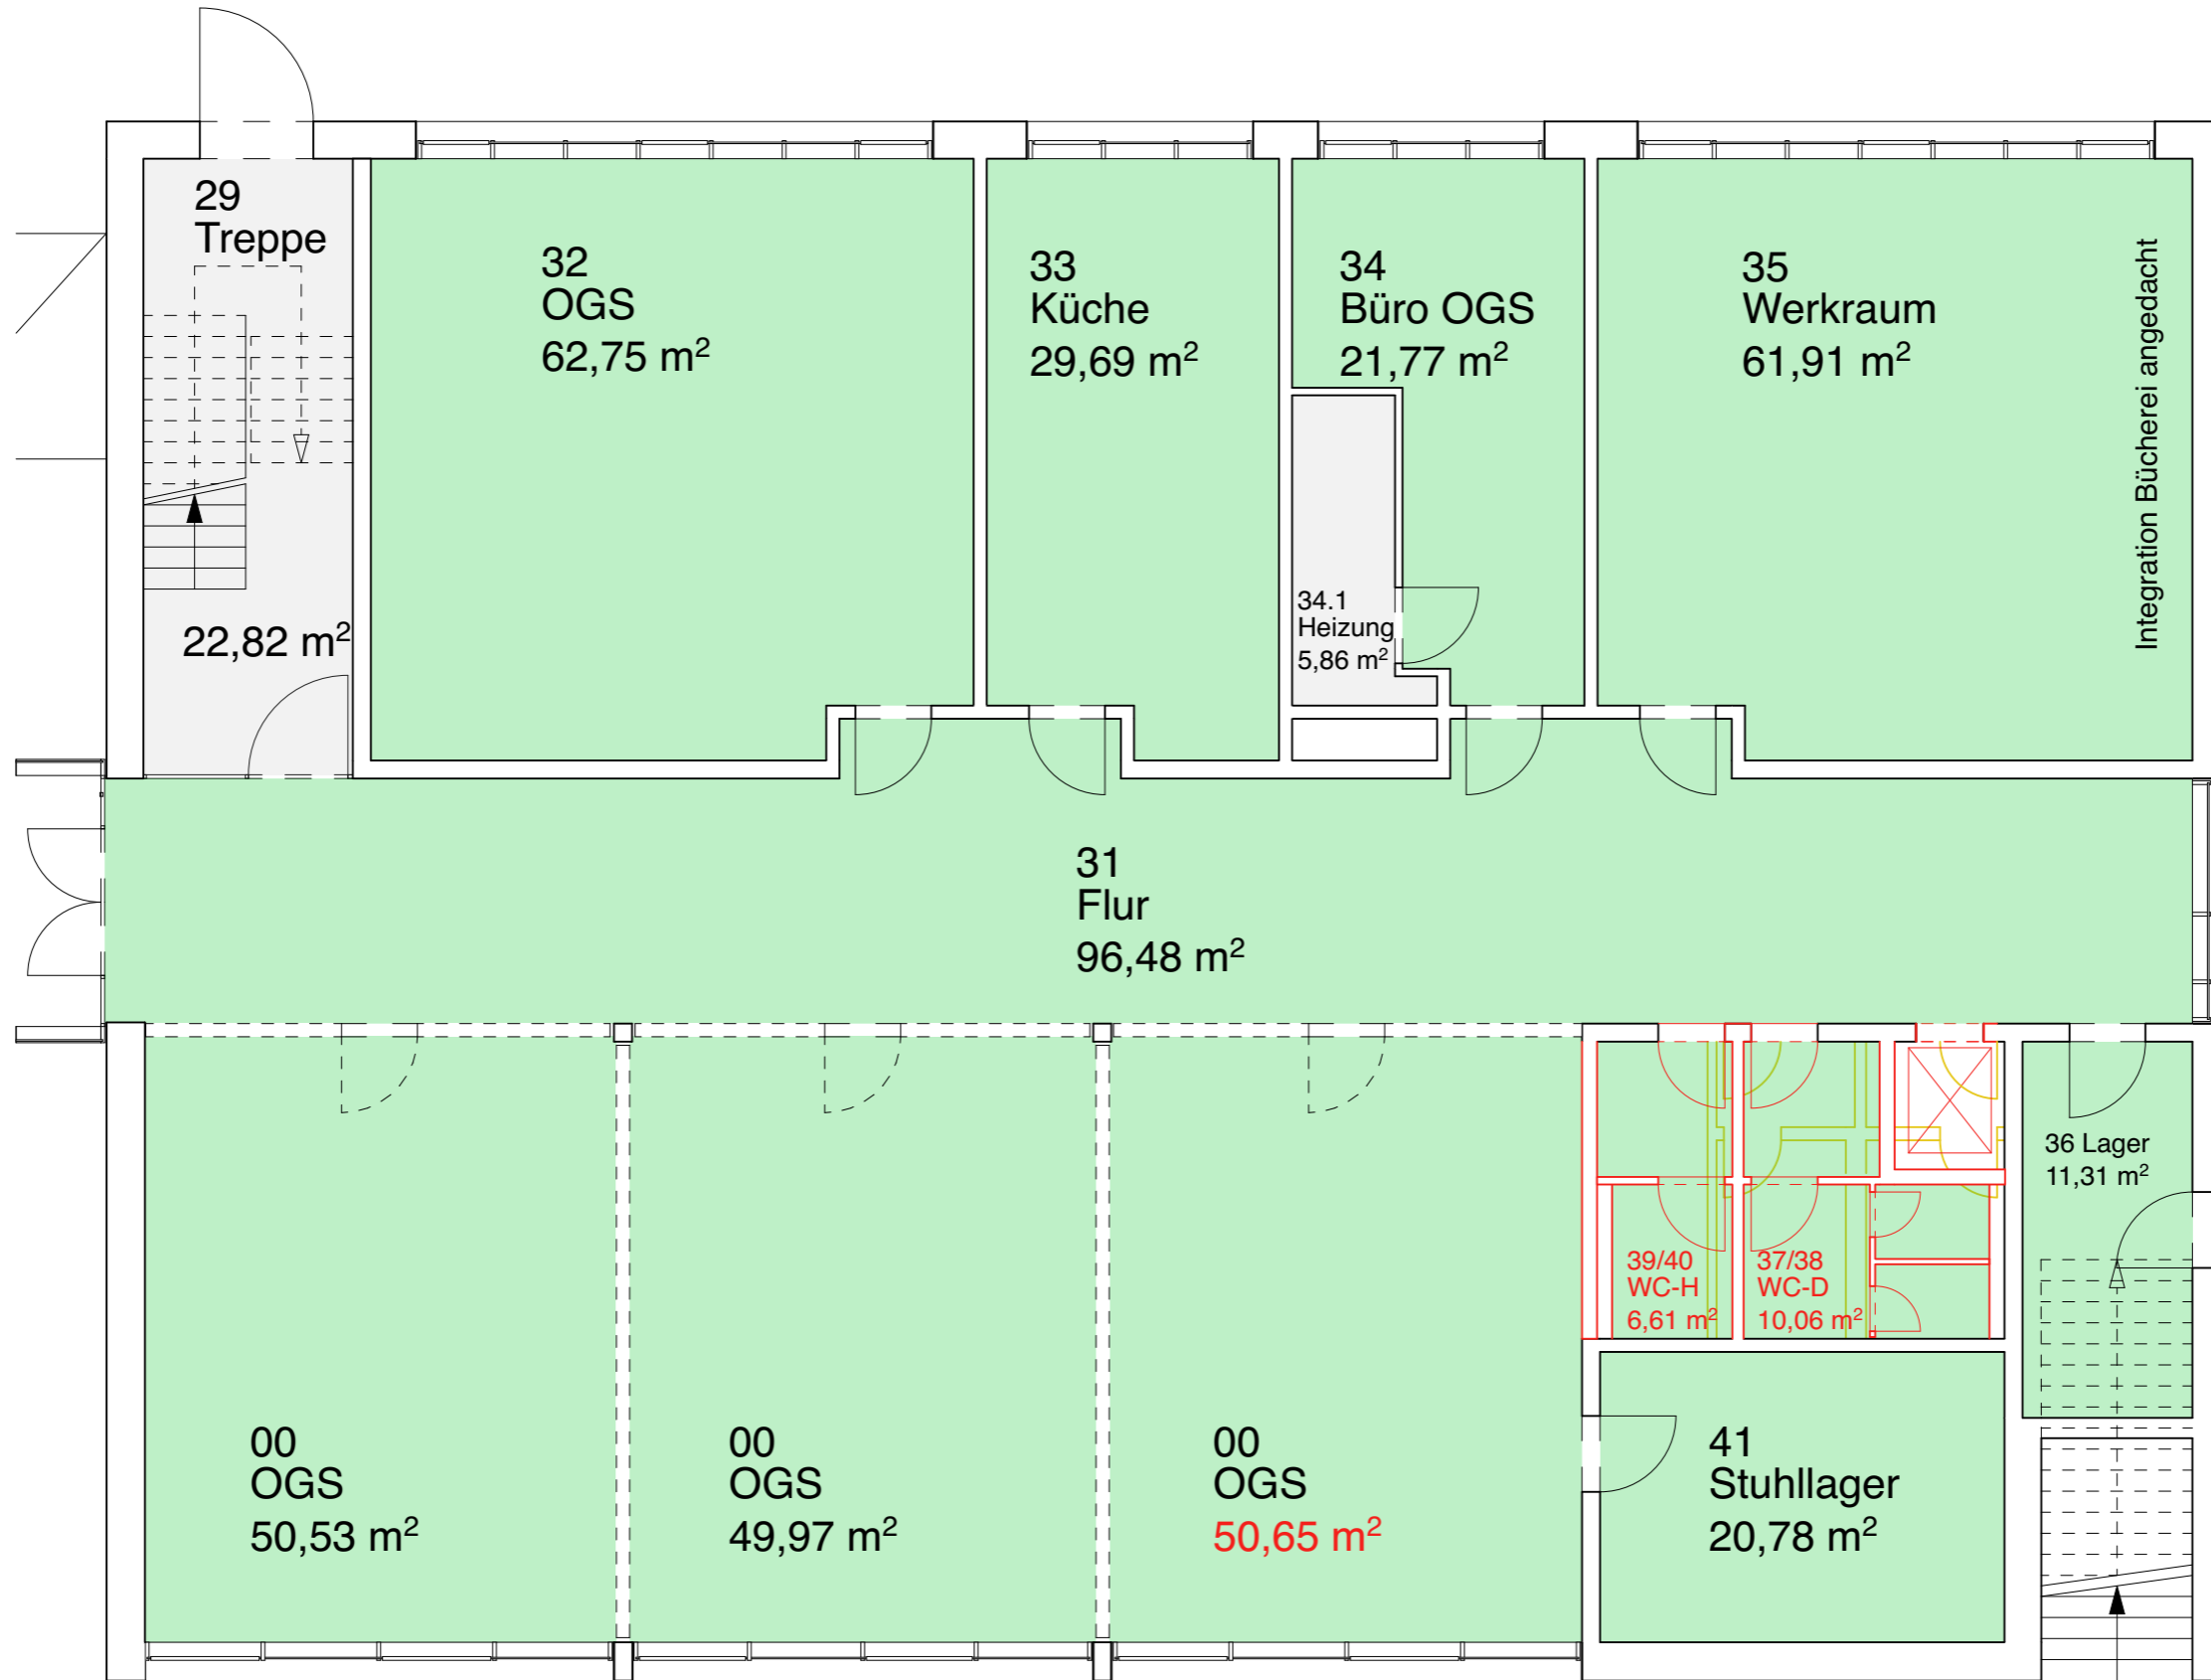 29
Treppe
22,82 m²
32
OGS
62,75 m²
33
Küche
29,69 m²
34
Büro OGS
21,77 m²
34.1
Heizung
5,86 m²
35
Werkraum
61,91 m²
Integration Bücherei angedacht
31
Flur
96,48 m²
00
OGS
50,53 m²
00
OGS
49,97 m²
00
OGS
50,65 m²
39/40
WC-H
6,61 m²
37/38
WC-D
10,06 m²
36 Lager
11,31 m²
41
Stuhllager
20,78 m²